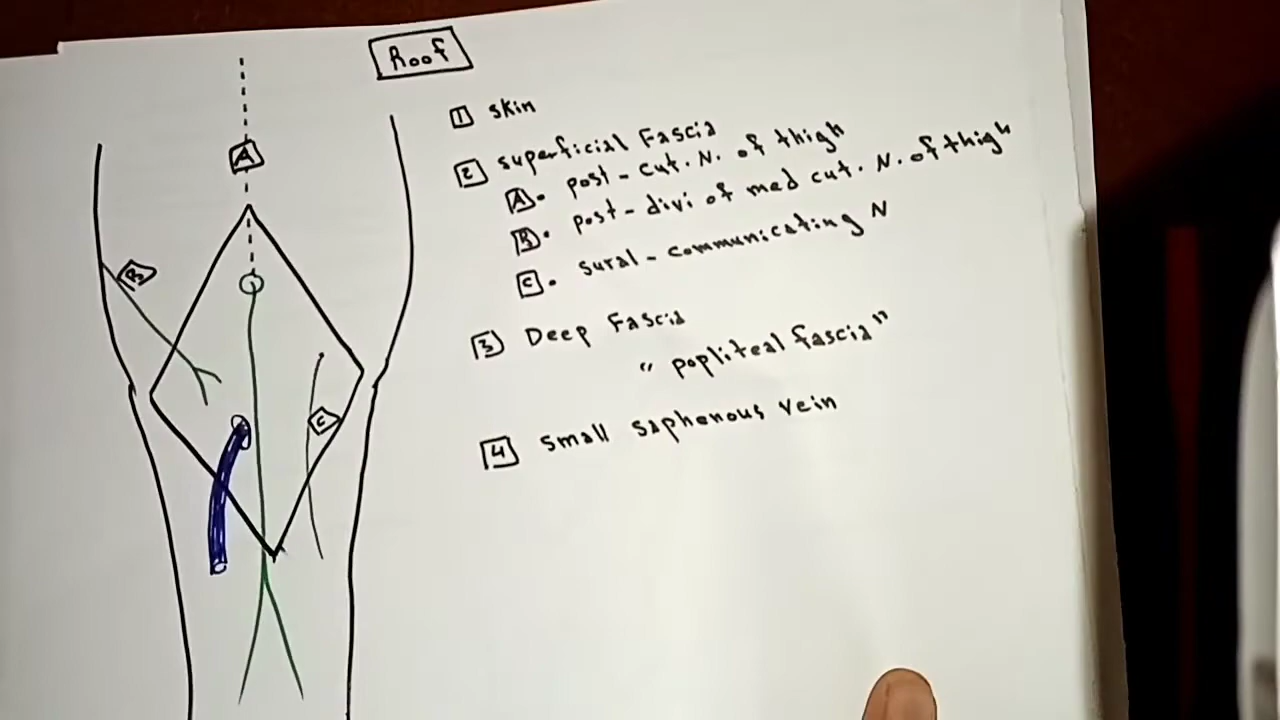 Roof
1 skin
2 superficial Fascia
A. post-cut. N. of thigh
B. post-divi of med cut. N. of thigh
C. sural-communicating N
3 Deep Fascia
" popliteal fascia"
4 small saphenous vein
A
B
C